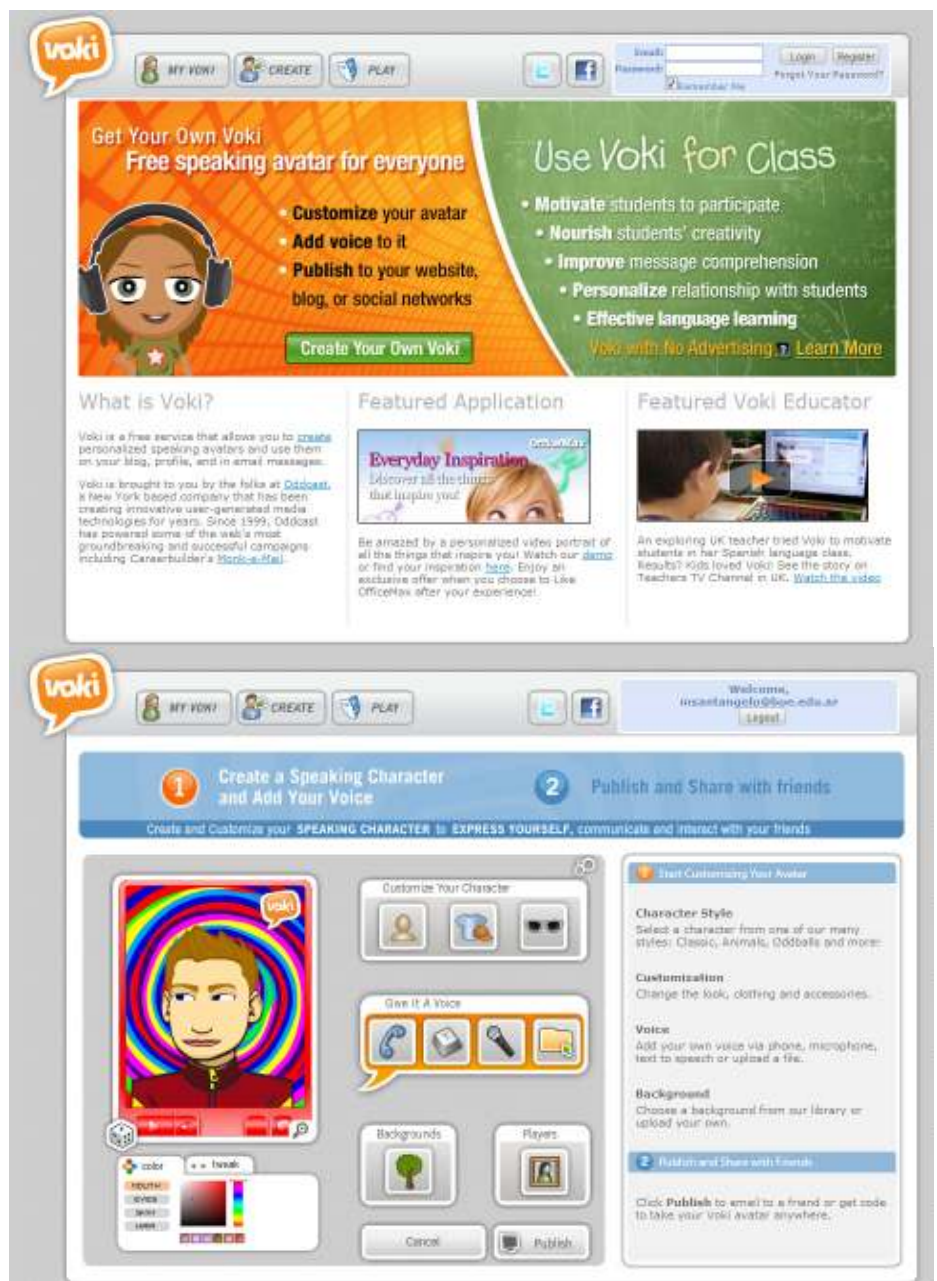 voki
MY VOKI
CREATE
PLAY
Email:
Password:
Remember Me
Login
Register
Forgot Your Password?
Get Your Own Voki
Free speaking avatar for everyone
• Customize your avatar
• Add voice to it
• Publish to your website,
blog, or social networks
Create Your Own Voki
Use Voki for Class
• Motivate students to participate
• Nourish students' creativity
• Improve message comprehension
• Personalize relationship with students
• Effective language learning
Voki with No Advertising Learn More
What is Voki?
Voki is a free service that allows you to create
personalized speaking avatars and use them
on your blog, profile, and in email messages.
Voki is brought to you by the folks at Oddcast,
a New York based company that has been
creating innovative user-generated media
technologies for years. Since 1999, Oddcast
has powered some of the web's most
groundbreaking and successful campaigns
including Careerbuilder's Monk-e-Mail.
Featured Application
OfficeMax
Everyday Inspiration
Discover all the things
that inspire you!
Be amazed by a personalized video portrait of
all the things that inspire you! Watch our demo
or find your inspiration here. Enjoy an
exclusive offer when you choose to Like
OfficeMax after your experience!
Featured Voki Educator
An exploring UK teacher tried Voki to motivate
students in her Spanish language class.
Results? Kids loved Voki! See the story on
Teachers TV Channel in UK. Watch the video
voki
MY VOKI
CREATE
PLAY
Welcome,
Logout
1 Create a Speaking Character
and Add Your Voice
2 Publish and Share with friends
Create and Customize your SPEAKING CHARACTER to EXPRESS YOURSELF, communicate and interact with your friends
voki
color
tweak
MOUTH
EYES
SKIN
HAIR
Customize Your Character
Give It A Voice
Backgrounds
Players
Cancel
Publish
1 Start Customizing Your Avatar
Character Style
Select a character from one of our many
styles: Classic, Animals, Oddballs and more!
Customization
Change the look, clothing and accessories.
Voice
Add your own voice via phone, microphone,
text to speech or upload a file.
Background
Choose a background from our library or
upload your own.
2 Publish and Share with Friends
Click Publish to email to a friend or get code
to take your Voki avatar anywhere.